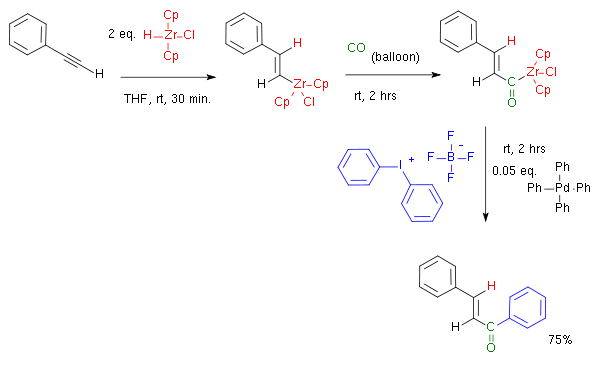 2 eq.
Cp
H Zr Cl
Cp
H
THF, rt, 30 min.
H
H
Zr Cp
Cp Cl
CO (balloon)
rt, 2 hrs
H
H C Zr Cl
Cp
Cp
O
I +
F
F B F
F
-
rt, 2 hrs
0.05 eq.
Ph
Ph Pd Ph
Ph
H
H C
O
75%